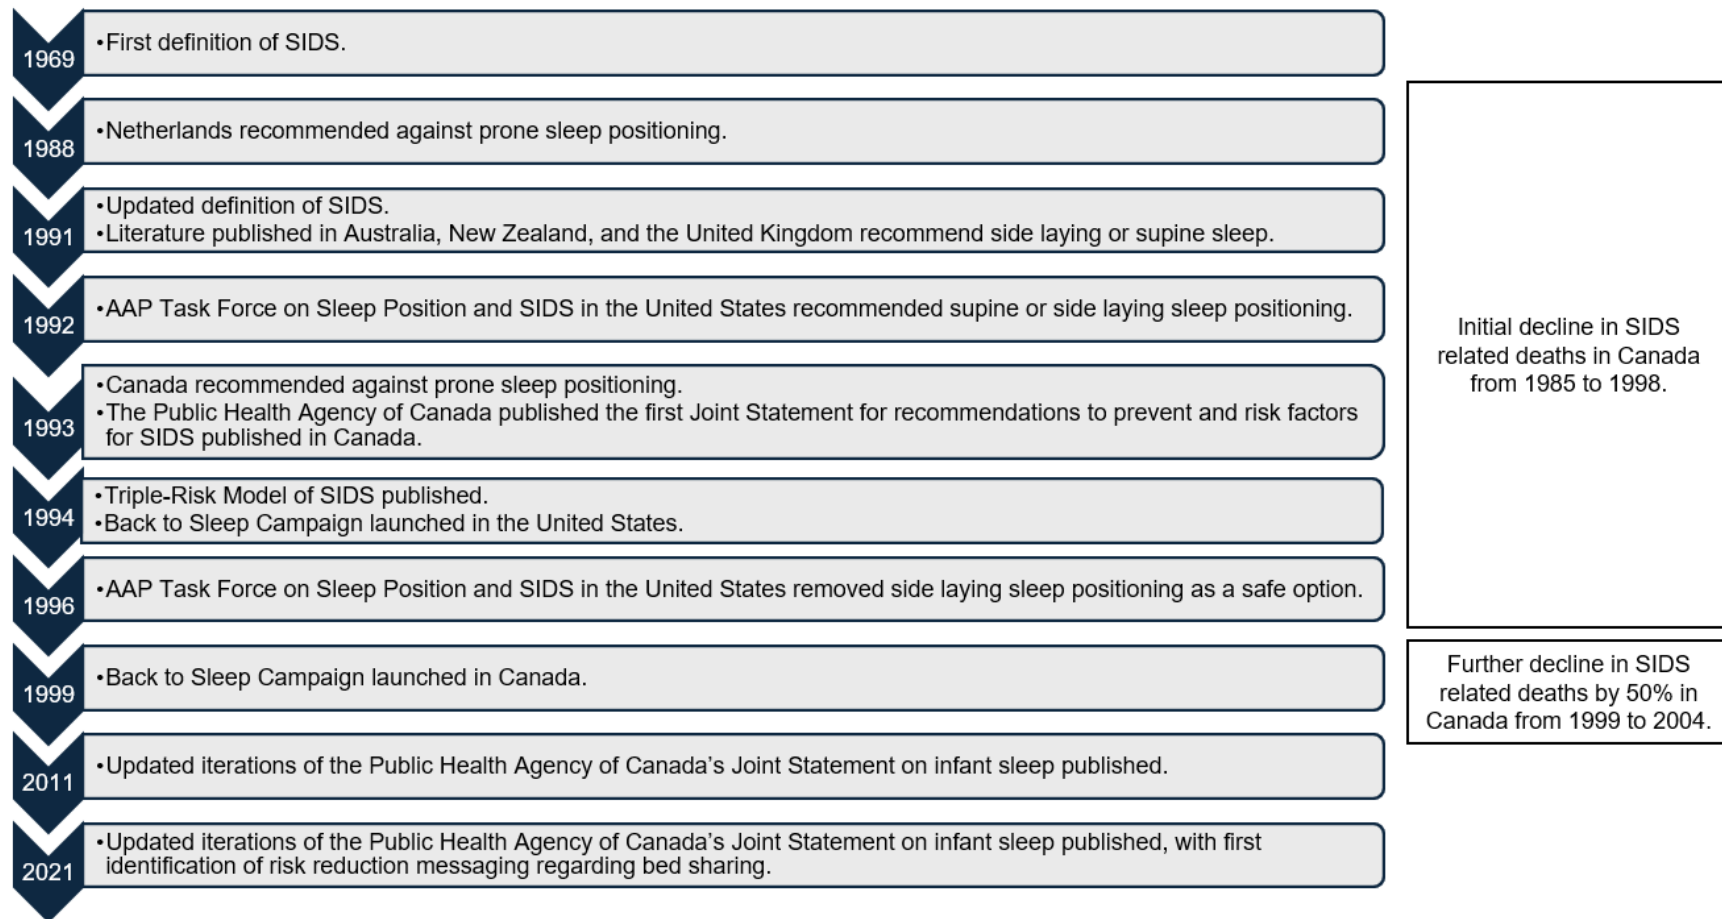 1969
•First definition of SIDS.
1988
•Netherlands recommended against prone sleep positioning.
1991
•Updated definition of SIDS.
•Literature published in Australia, New Zealand, and the United Kingdom recommend side laying or supine sleep.
1992
•AAP Task Force on Sleep Position and SIDS in the United States recommended supine or side laying sleep positioning.
1993
•Canada recommended against prone sleep positioning.
•The Public Health Agency of Canada published the first Joint Statement for recommendations to prevent and risk factors
for SIDS published in Canada.
1994
•Triple-Risk Model of SIDS published.
•Back to Sleep Campaign launched in the United States.
1996
•AAP Task Force on Sleep Position and SIDS in the United States removed side laying sleep positioning as a safe option.
1999
•Back to Sleep Campaign launched in Canada.
2011
•Updated iterations of the Public Health Agency of Canada’s Joint Statement on infant sleep published.
2021
•Updated iterations of the Public Health Agency of Canada’s Joint Statement on infant sleep published, with first
identification of risk reduction messaging regarding bed sharing.
Initial decline in SIDS
related deaths in Canada
from 1985 to 1998.
Further decline in SIDS
related deaths by 50% in
Canada from 1999 to 2004.